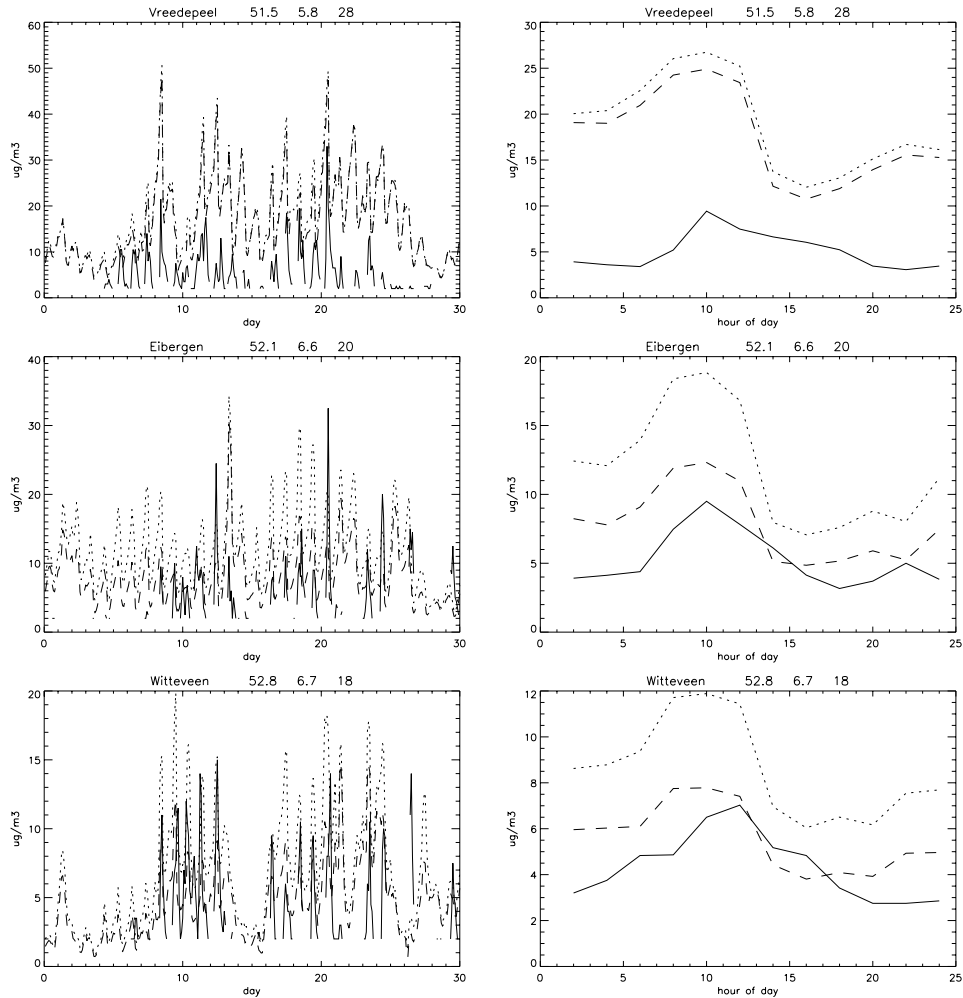 Vreedepeel 51.5 5.8 28
60
50
40
30
20
10
0
ug/m3
0 10 20 30
day
Vreedepeel 51.5 5.8 28
30
25
20
15
10
5
0
ug/m3
0 5 10 15 20 25
hour of day
Eibergen 52.1 6.6 20
40
30
20
10
0
ug/m3
0 10 20 30
day
Eibergen 52.1 6.6 20
20
15
10
5
0
ug/m3
0 5 10 15 20 25
hour of day
Witteveen 52.8 6.7 18
20
15
10
5
0
ug/m3
0 10 20 30
day
Witteveen 52.8 6.7 18
12
10
8
6
4
2
0
ug/m3
0 5 10 15 20 25
hour of day